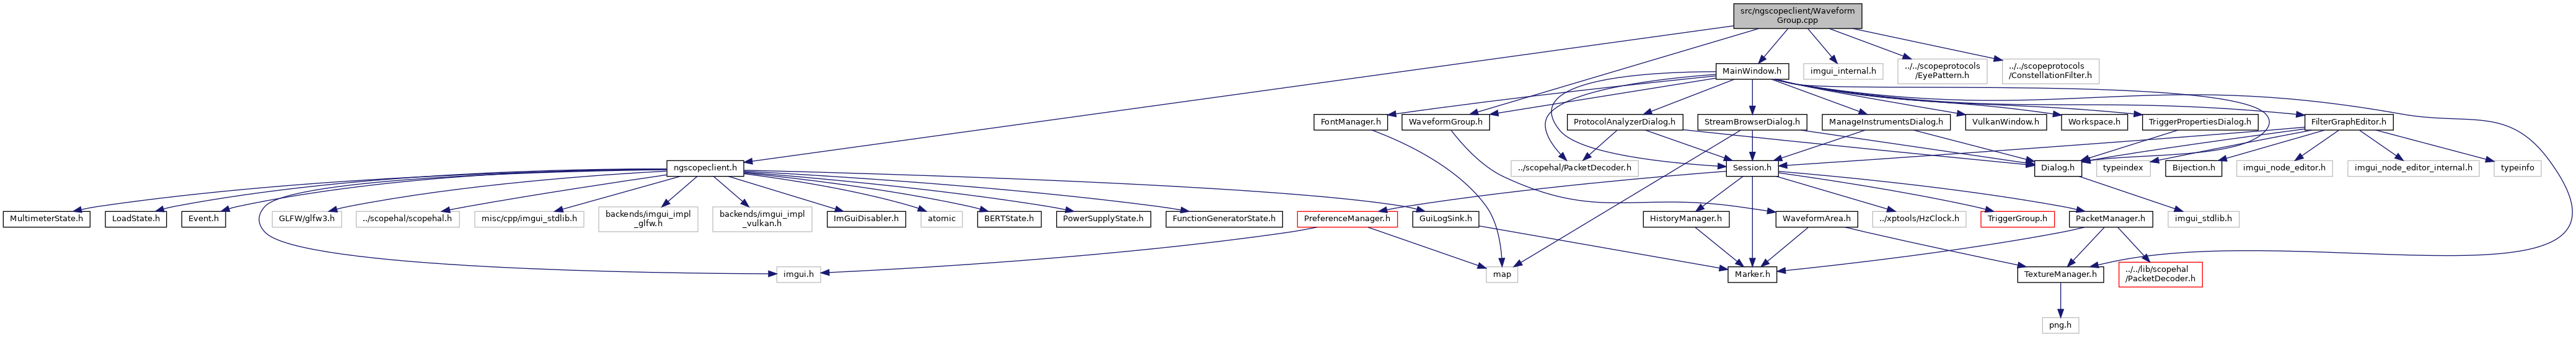 src/ngscopeclient/Waveform
Group.cpp
MainWindow.h
imgui_internal.h
../../scopeprotocols
/EyePattern.h
../../scopeprotocols
/ConstellationFilter.h
FontManager.h
WaveformGroup.h
ProtocolAnalyzerDialog.h
StreamBrowserDialog.h
ManageInstrumentsDialog.h
VulkanWindow.h
Workspace.h
TriggerPropertiesDialog.h
FilterGraphEditor.h
ngscopeclient.h
../scopehal/PacketDecoder.h
Session.h
Dialog.h
typeindex
Bijection.h
imgui_node_editor.h
imgui_node_editor_internal.h
typeinfo
MultimeterState.h
LoadState.h
Event.h
GLFW/glfw3.h
../scopehal/scopehal.h
misc/cpp/imgui_stdlib.h
backends/imgui_impl
_glfw.h
backends/imgui_impl
_vulkan.h
ImGuiDisabler.h
atomic
BERTState.h
PowerSupplyState.h
FunctionGeneratorState.h
PreferenceManager.h
GuiLogSink.h
HistoryManager.h
WaveformArea.h
../xptools/HzClock.h
TriggerGroup.h
PacketManager.h
imgui_stdlib.h
imgui.h
map
Marker.h
TextureManager.h
../../lib/scopehal
/PacketDecoder.h
png.h